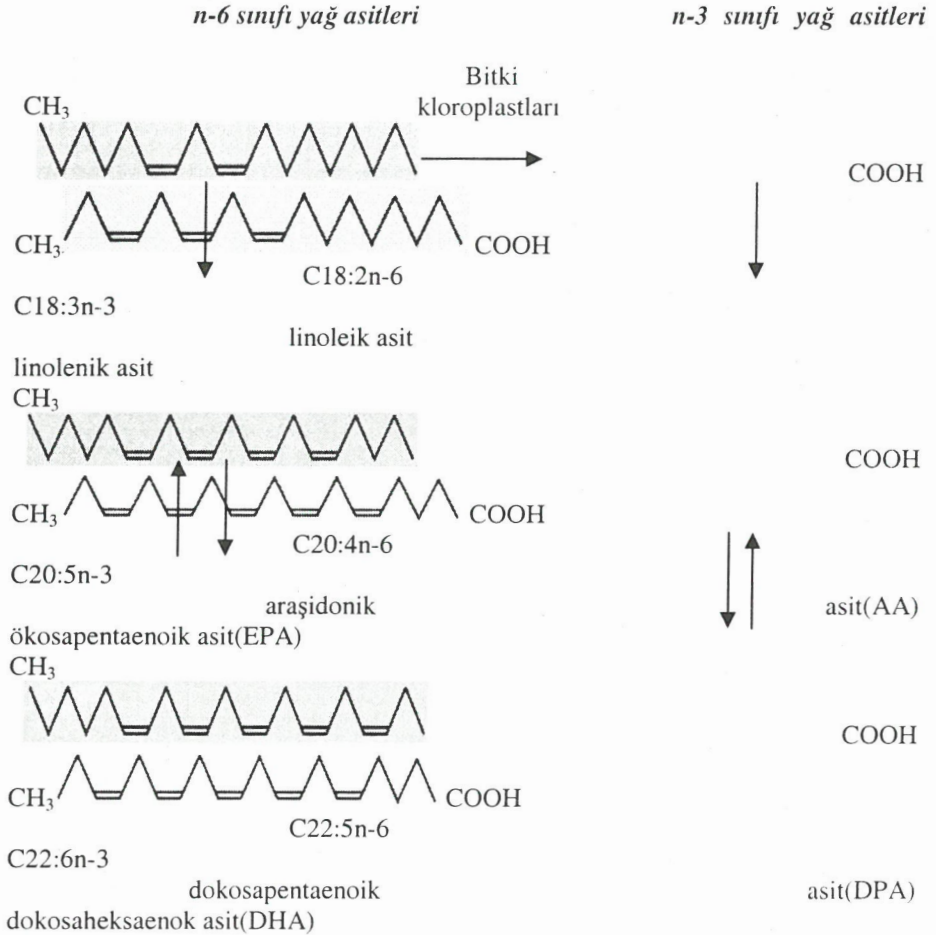 n-6 sınıfı yağ asitleri n-3 sınıfı yağ asitleri
Bitki
kloroplastları
CH3
COOH
CH3 COOH
C18:2n-6
C18:3n-3
linoleik asit
linolenik asit
CH3
COOH
CH3 COOH
C20:4n-6
C20:5n-3
araşidonik asit(AA)
ökosapentaenoik asit(EPA)
CH3
COOH
CH3 COOH
C22:5n-6
C22:6n-3
dokosapentaenoik asit(DPA)
dokosaheksaenok asit(DHA)